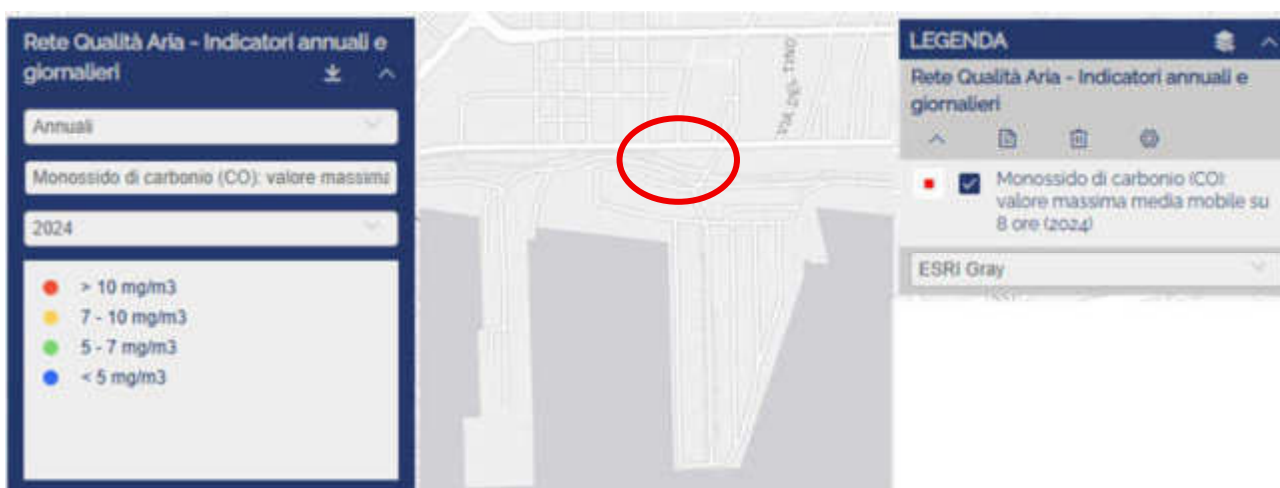 Rete Qualità Aria - Indicatori annuali e
giornalieri
Annuali
Monossido di carbonio (CO): valore massima
2024
> 10 mg/m3
7 - 10 mg/m3
5 - 7 mg/m3
< 5 mg/m3
LEGENDA
Rete Qualità Aria - Indicatori annuali e
giornalieri
Monossido di carbonio (CO):
valore massima media mobile su
8 ore (2024)
ESRI Gray